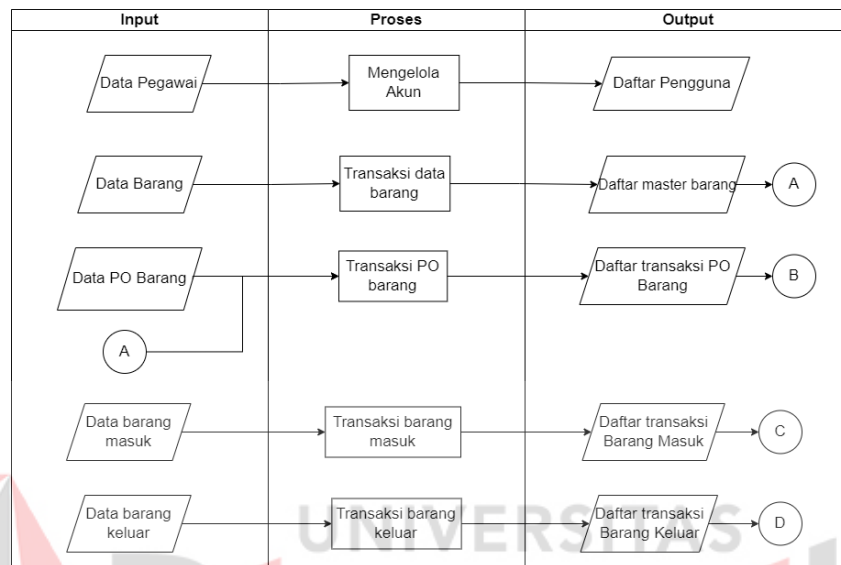 Input
Proses
Output
Data Pegawai
Mengelola
Akun
Daftar Pengguna
Data Barang
Transaksi data
barang
Daftar master barang
A
Data PO Barang
Transaksi PO
barang
Daftar transaksi PO
Barang
B
A
Data barang
masuk
Transaksi barang
masuk
Daftar transaksi
Barang Masuk
C
Data barang
keluar
Transaksi barang
keluar
Daftar transaksi
Barang Keluar
D
UNIVERSITAS